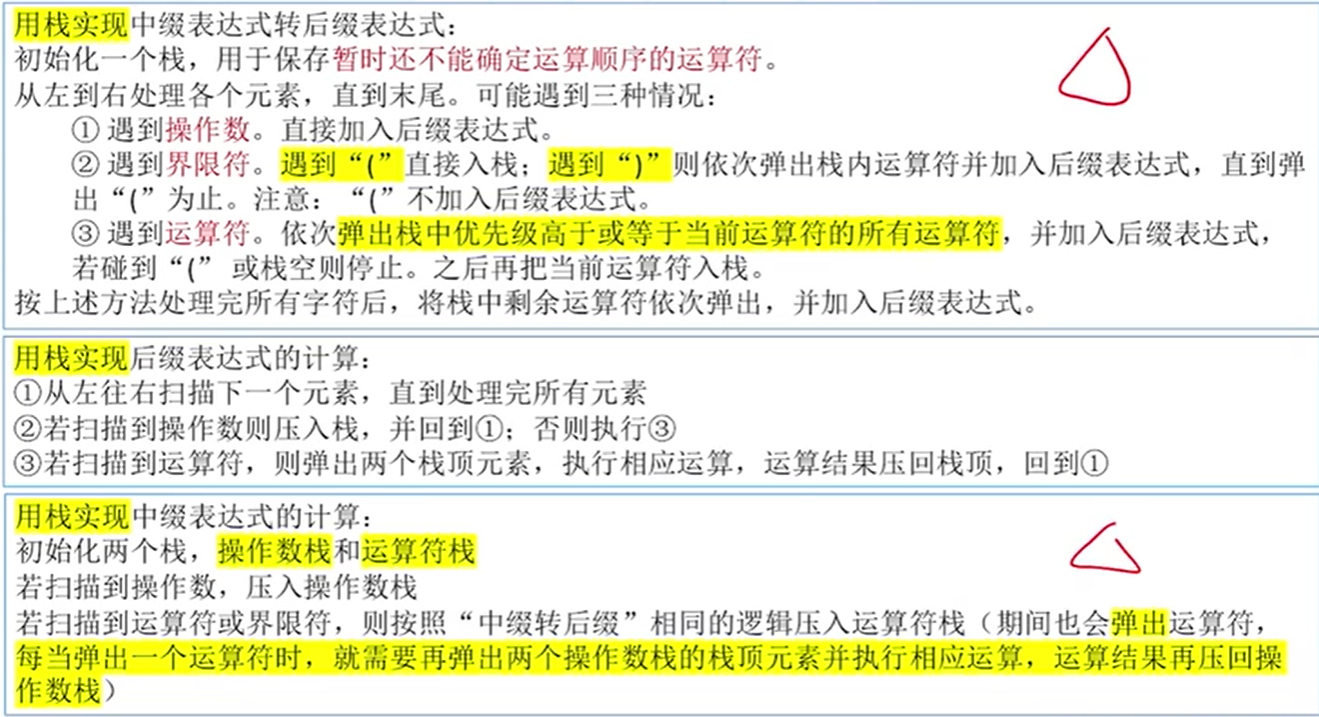 用栈实现中缀表达式转后缀表达式：
初始化一个栈，用于保存暂时还不能确定运算顺序的运算符。
从左到右处理各个元素，直到末尾。可能遇到三种情况：
① 遇到操作数。直接加入后缀表达式。
② 遇到界限符。遇到“(”直接入栈；遇到“)”则依次弹出栈内运算符并加入后缀表达式，直到弹
出“(”为止。注意：“(”不加入后缀表达式。
③ 遇到运算符。依次弹出栈中优先级高于或等于当前运算符的所有运算符，并加入后缀表达式，
若碰到“(” 或栈空则停止。之后再把当前运算符入栈。
按上述方法处理完所有字符后，将栈中剩余运算符依次弹出，并加入后缀表达式。
用栈实现后缀表达式的计算：
①从左往右扫描下一个元素，直到处理完所有元素
②若扫描到操作数则压入栈，并回到①；否则执行③
③若扫描到运算符，则弹出两个栈顶元素，执行相应运算，运算结果压回栈顶，回到①
用栈实现中缀表达式的计算：
初始化两个栈，操作数栈和运算符栈
若扫描到操作数，压入操作数栈
若扫描到运算符或界限符，则按照“中缀转后缀”相同的逻辑压入运算符栈（期间也会弹出运算符，
每当弹出一个运算符时，就需要再弹出两个操作数栈的栈顶元素并执行相应运算，运算结果再压回操
作数栈）